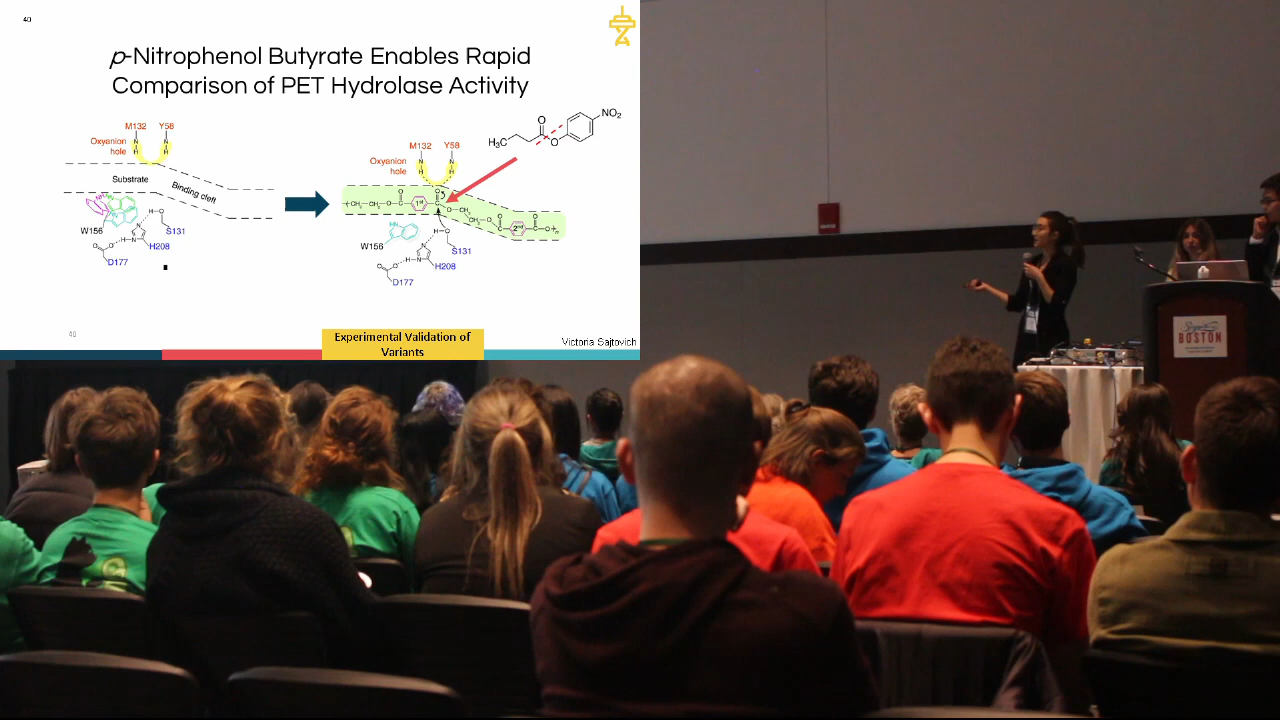 40
p-Nitrophenol Butyrate Enables Rapid
Comparison of PET Hydrolase Activity
M132 Y58
Oxyanion
hole
N N
H H
Substrate
Binding cleft
W156
H-O
S131
H208
D177
M132 Y58
Oxyanion
hole
N N
H H
1st
2nd
W156
H-O
S131
H208
D177
H₃C
O
O
NO₂
40
Experimental Validation of
Variants
Victoria Sajtovich
BOSTON